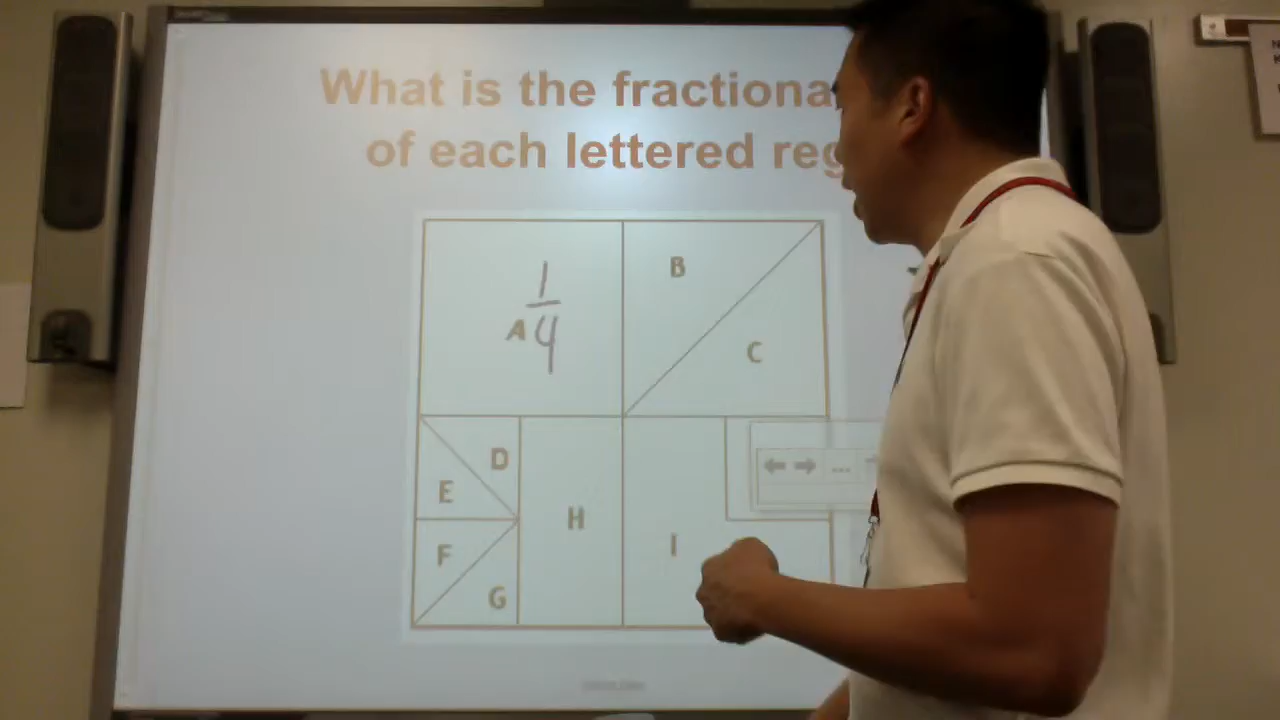 What is the fractiona
of each lettered reg
B
1
A 4
C
D
E
H
I
F
G
...